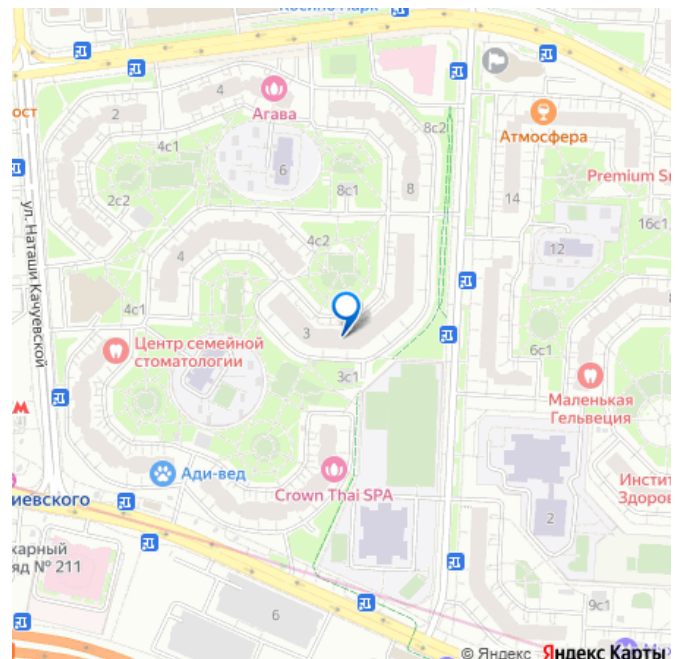 Косино Парк
4
Агава
2
ост
8с2
Атмосфера
6
Premium
8с1
8
2с2
14
16с1
ул. Наташи Качуевской
4с2
12
4
4с1
3
6с1
Центр семейной
стоматологии
3с1
Маленькая
Гельвеция
М
Ади-вед
Crown Thai SPA
Инстит
Здоров
иевского
2
карный
яд № 211
6
9с1
© Яндекс Яндекс Карты